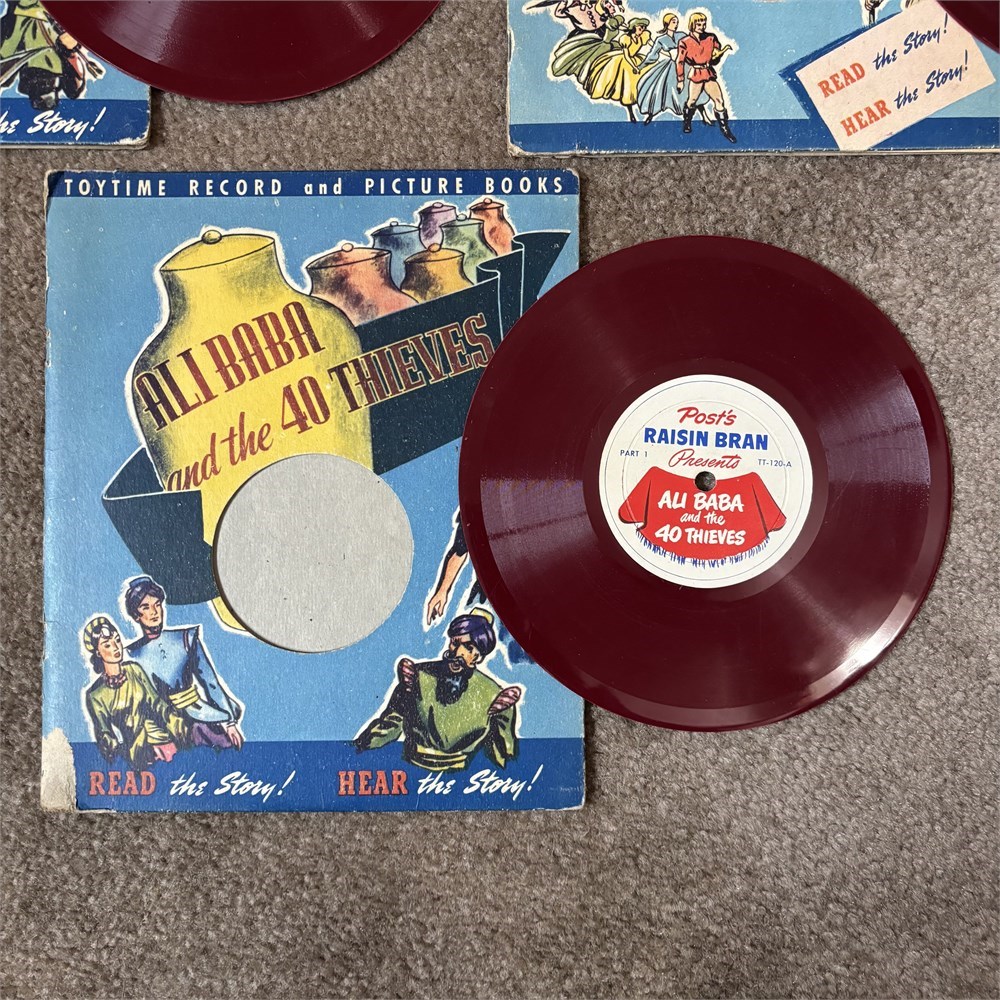 the Story!
READ the Story!
HEAR the Story!
TOYTIME RECORD and PICTURE BOOKS
ALI BABA
and the 40 THIEVES
READ the Story! HEAR the Story!
Post's
RAISIN BRAN
PART 1 Presents TT-120-A
ALI BABA
and the
40 THIEVES